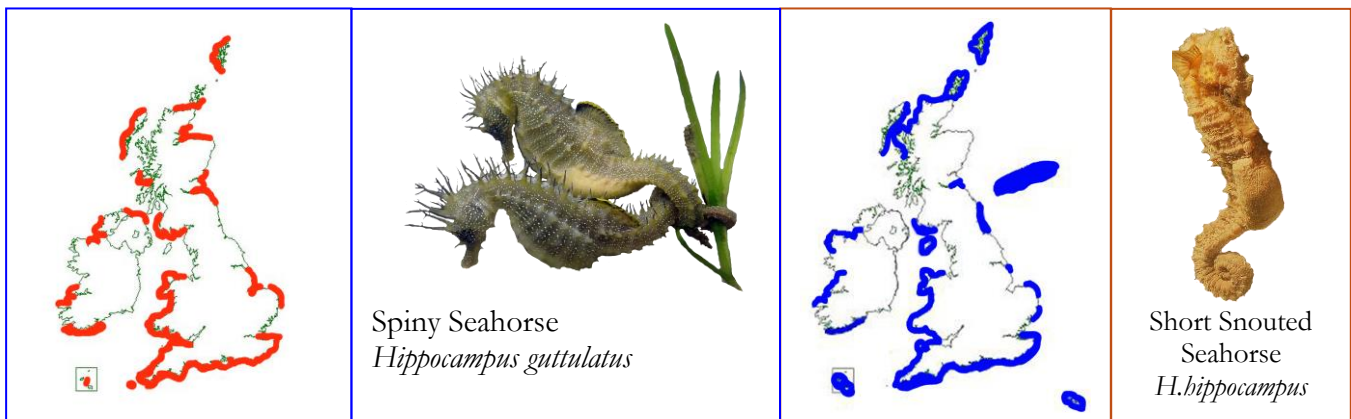 Spiny Seahorse
Hippocampus guttulatus
Short Snouted
Seahorse
H.hippocampus